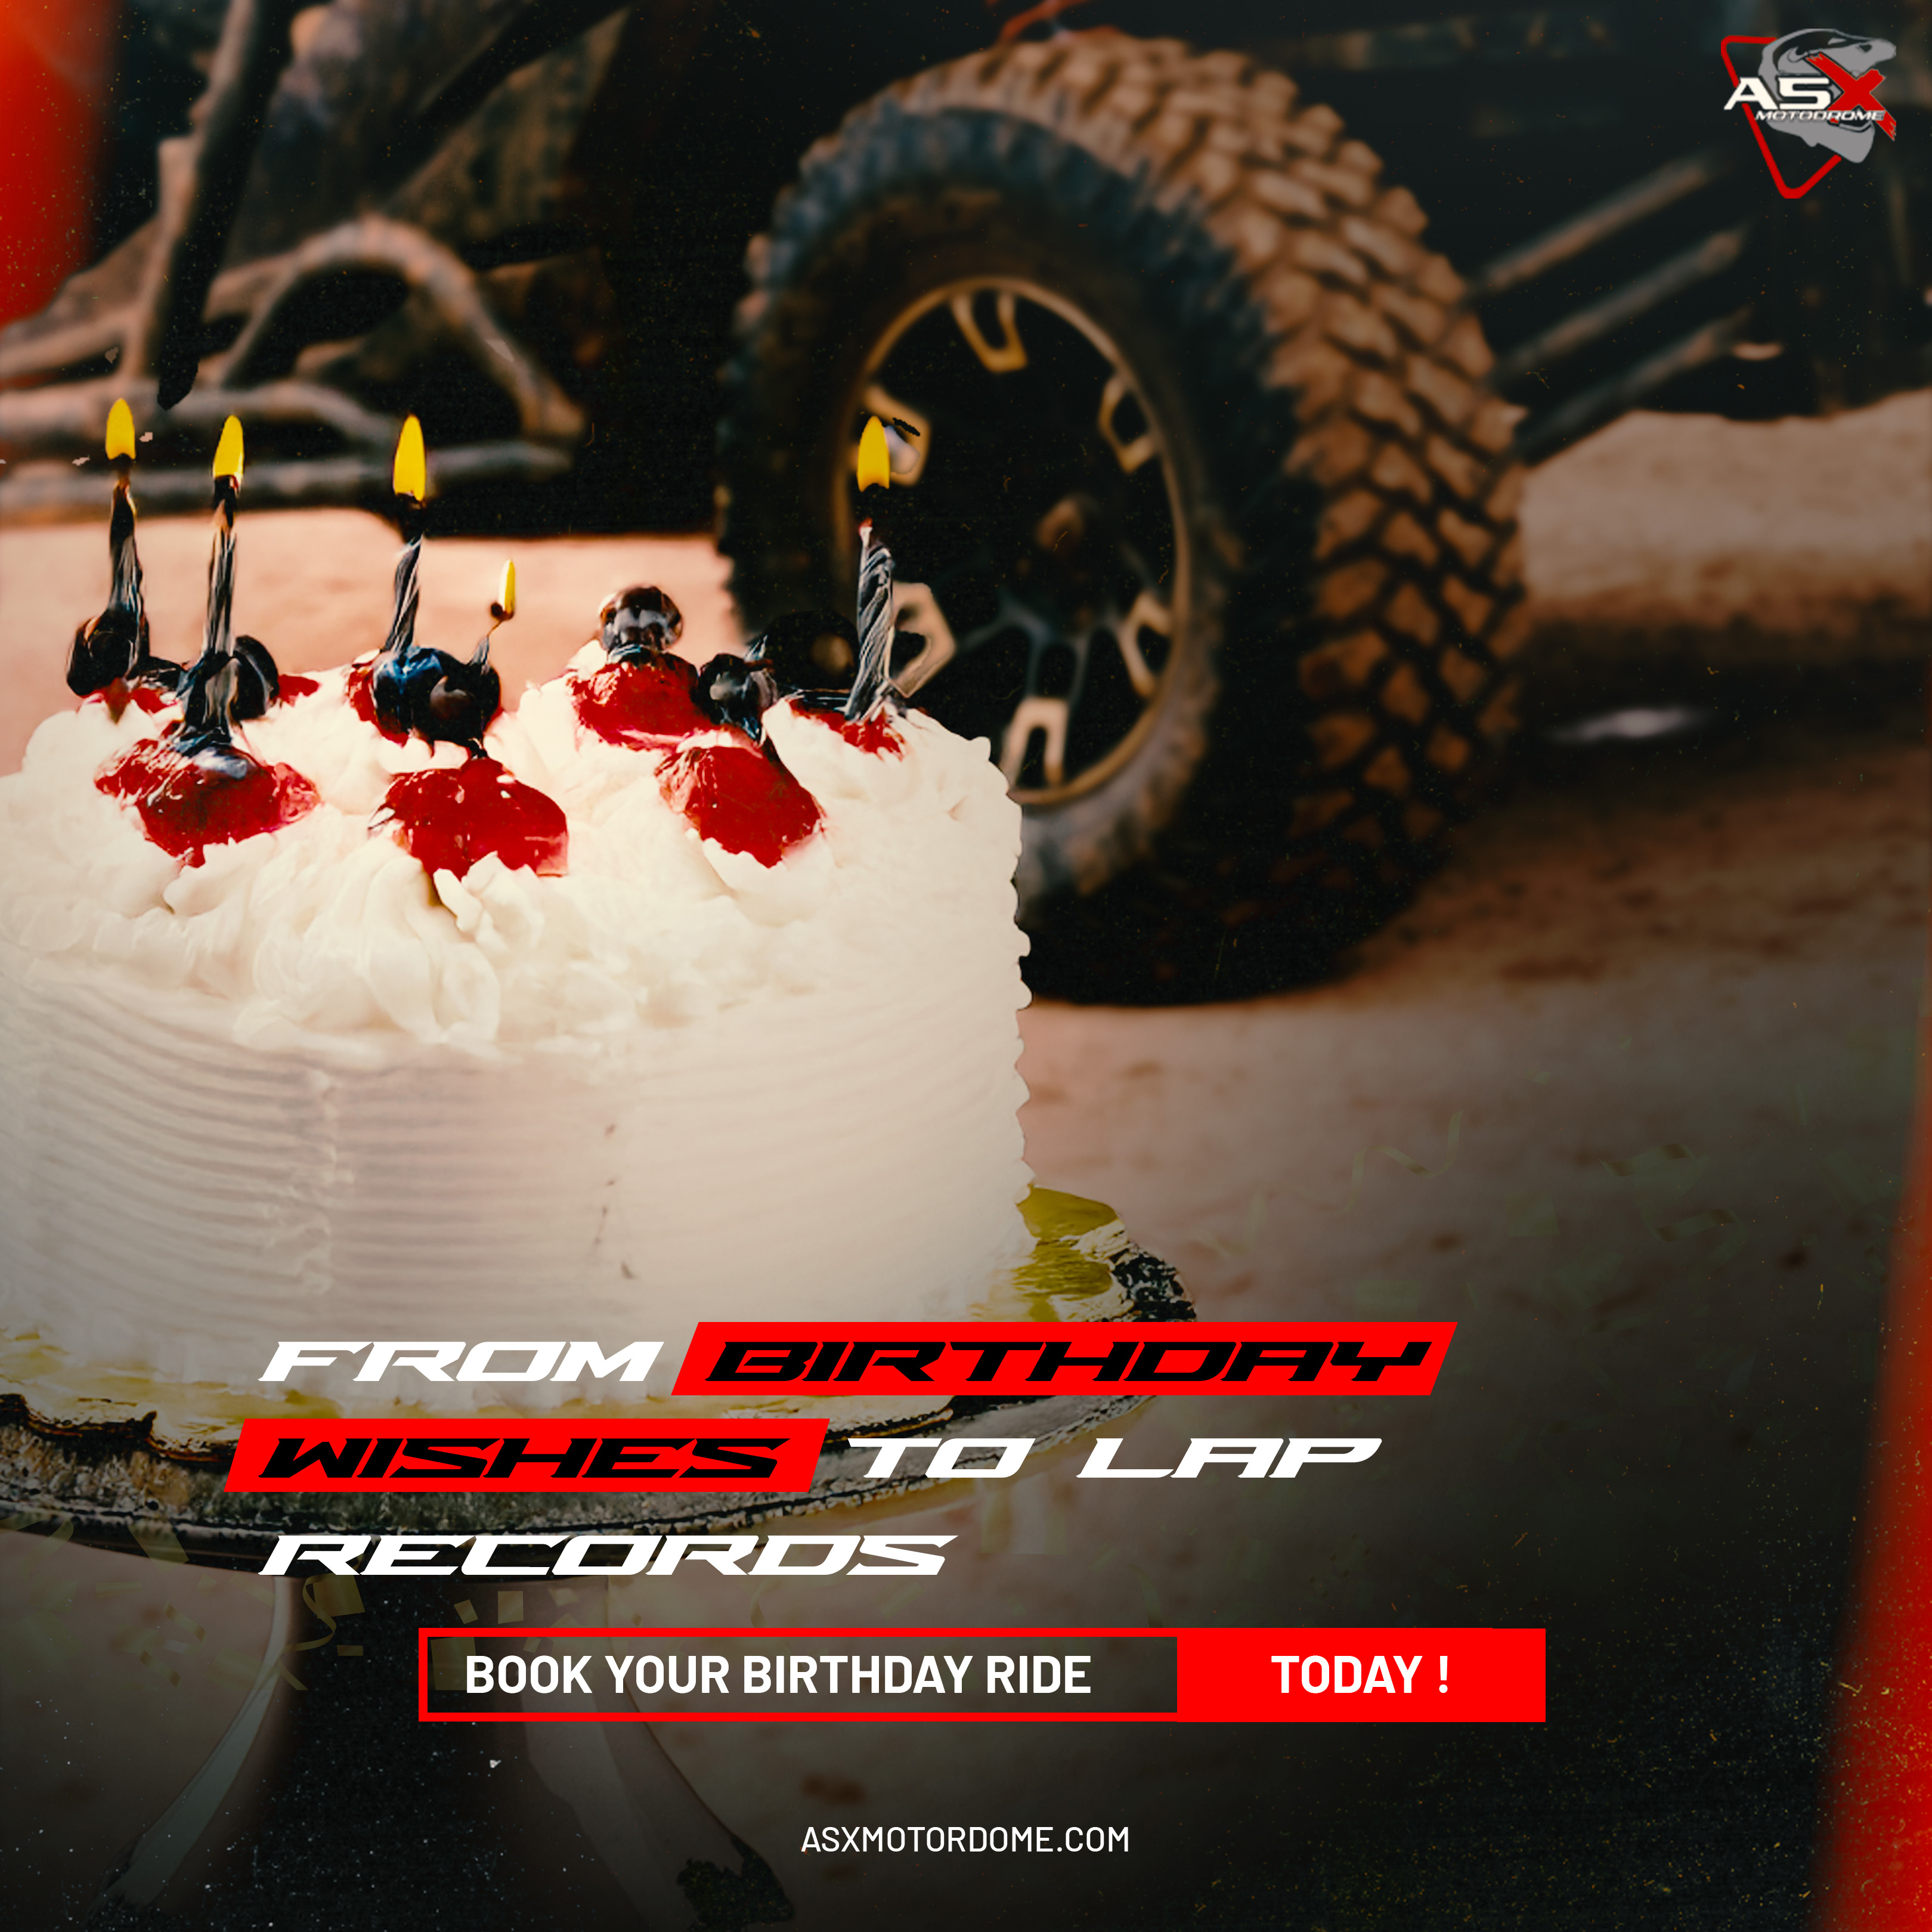 ASX
MOTODROME
FROM BIRTHDAY
WISHES TO LAP
RECORDS
BOOK YOUR BIRTHDAY RIDE TODAY !
ASXMOTORDOME.COM